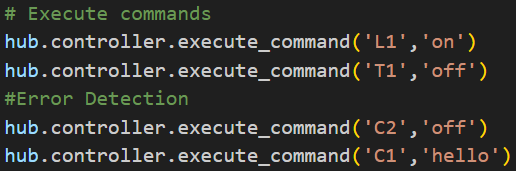 # Execute commands
hub.controller.execute_command('L1','on')
hub.controller.execute_command('T1','off')
#Error Detection
hub.controller.execute_command('C2','off')
hub.controller.execute_command('C1','hello')